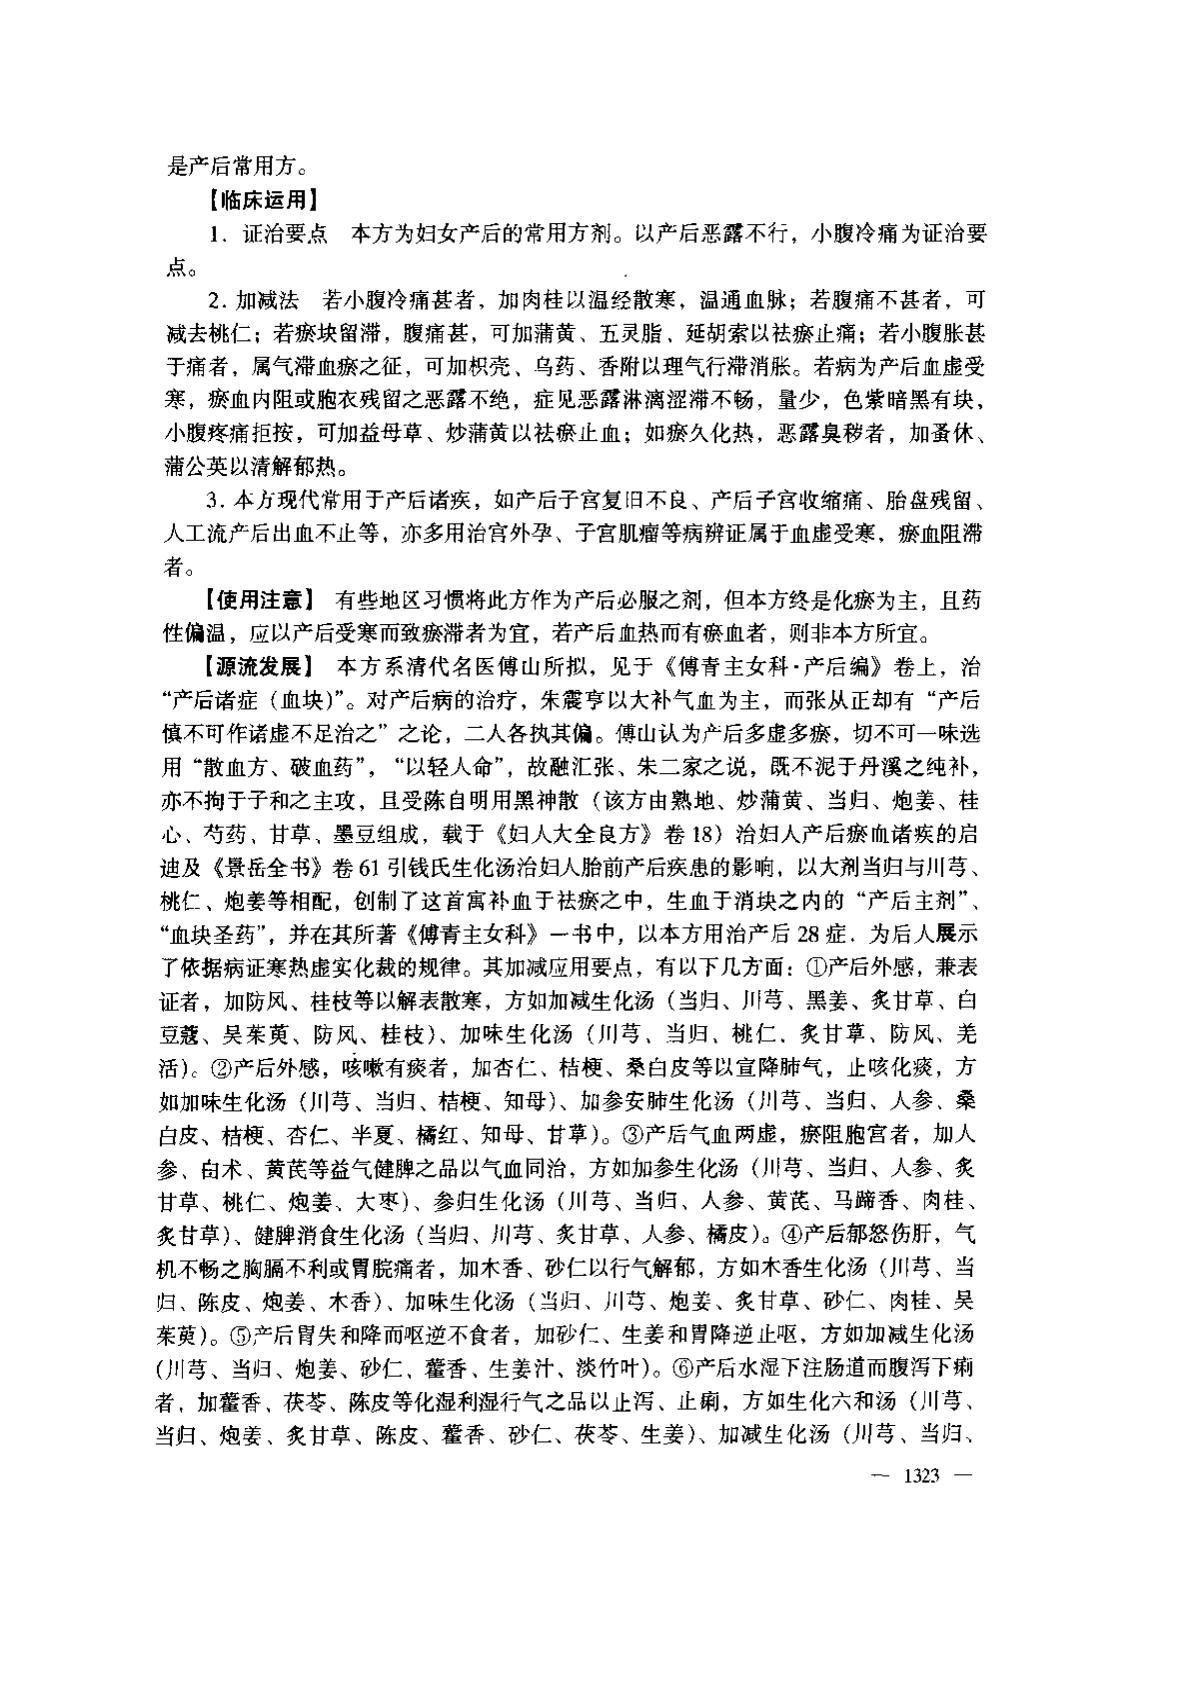 是产后常用方。
【临床运用】
1. 证治要点　本方为妇女产后的常用方剂。以产后恶露不行，小腹冷痛为证治要
点。
2. 加减法　若小腹冷痛甚者，加肉桂以温经散寒，温通血脉；若腹痛不甚者，可
减去桃仁；若瘀块留滞，腹痛甚，可加蒲黄、五灵脂、延胡索以祛瘀止痛；若小腹胀甚
于痛者，属气滞血瘀之征，可加枳壳、乌药、香附以理气行滞消胀。若病为产后血虚受
寒，瘀血内阻或胞衣残留之恶露不绝，症见恶露淋漓涩滞不畅，量少，色紫暗黑有块，
小腹疼痛拒按，可加益母草、炒蒲黄以祛瘀止血；如瘀久化热，恶露臭秽者，加蚤休、
蒲公英以清解郁热。
3. 本方现代常用于产后诸疾，如产后子宫复旧不良、产后子宫收缩痛、胎盘残留、
人工流产后出血不止等，亦多用治宫外孕、子宫肌瘤等病辨证属于血虚受寒，瘀血阻滞
者。
【使用注意】　有些地区习惯将此方作为产后必服之剂，但本方终是化瘀为主，且药
性偏温，应以产后受寒而致瘀滞者为宜，若产后血热而有瘀血者，则非本方所宜。
【源流发展】　本方系清代名医傅山所拟，见于《傅青主女科·产后编》卷上，治
“产后诸症（血块）”。对产后病的治疗，朱震亨以大补气血为主，而张从正却有“产后
慎不可作诸虚不足治之”之论，二人各执其偏。傅山认为产后多虚多瘀，切不可一味选
用“散血方、破血药”，“以轻人命”，故融汇张、朱二家之说，既不泥于丹溪之纯补，
亦不拘于子和之主攻，且受陈自明用黑神散（该方由熟地、炒蒲黄、当归、炮姜、桂
心、芍药、甘草、墨豆组成，载于《妇人大全良方》卷 18）治妇人产后瘀血诸疾的启
迪及《景岳全书》卷 61 引钱氏生化汤治妇人胎前产后疾患的影响，以大剂当归与川芎、
桃仁、炮姜等相配，创制了这首寓补血于祛瘀之中，生血于消块之内的“产后主剂”、
“血块圣药”，并在其所著《傅青主女科》一书中，以本方用治产后 28 症．为后人展示
了依据病证寒热虚实化裁的规律。其加减应用要点，有以下几方面：①产后外感，兼表
证者，加防风、桂枝等以解表散寒，方如加减生化汤（当归、川芎、黑姜、炙甘草、白
豆蔻、吴茱萸、防风、桂枝）、加味生化汤（川芎、当归、桃仁、炙甘草、防风、羌
活）。②产后外感，咳嗽有痰者，加杏仁、桔梗、桑白皮等以宣降肺气，止咳化痰，方
如加味生化汤（川芎、当归、桔梗、知母）、加参安肺生化汤（川芎、当归、人参、桑
白皮、桔梗、杏仁、半夏、橘红、知母、甘草）。③产后气血两虚，瘀阻胞宫者，加人
参、白术、黄芪等益气健脾之品以气血同治，方如加参生化汤（川芎、当归、人参、炙
甘草、桃仁、炮姜、大枣）、参归生化汤（川芎、当归、人参、黄芪、马蹄香、肉桂、
炙甘草）、健脾消食生化汤（当归、川芎、炙甘草、人参、橘皮）。④产后郁怒伤肝，气
机不畅之胸膈不利或胃脘痛者，加木香、砂仁以行气解郁，方如木香生化汤（川芎、当
归、陈皮、炮姜、木香）、加味生化汤（当归、川芎、炮姜、炙甘草、砂仁、肉桂、吴
茱萸）。⑤产后胃失和降而呕逆不食者，加砂仁、生姜和胃降逆止呕，方如加减生化汤
（川芎、当归、炮姜、砂仁、藿香、生姜汁、淡竹叶）。⑥产后水湿下注肠道而腹泻下痢
者，加藿香、茯苓、陈皮等化湿利湿行气之品以止泻、止痢，方如生化六和汤（川芎、
当归、炮姜、炙甘草、陈皮、藿香、砂仁、茯苓、生姜）、加减生化汤（川芎、当归、
— 1323 —